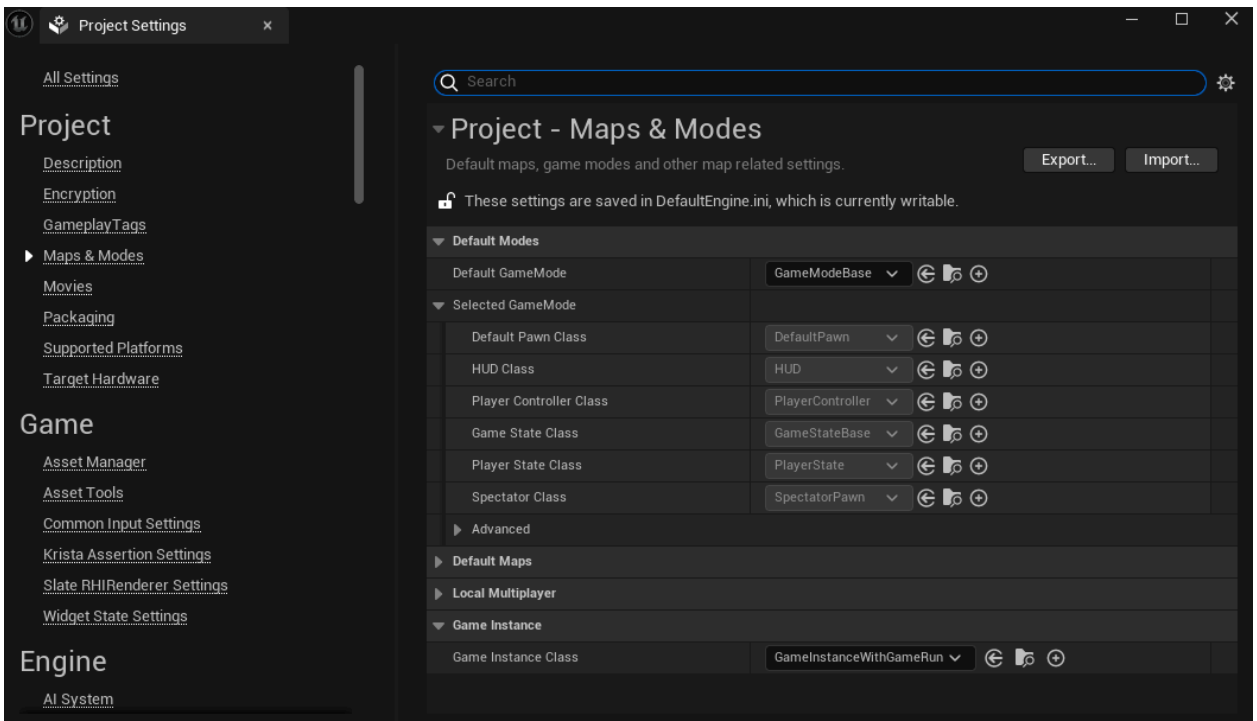 Project Settings
All Settings
Project
Description
Encryption
GameplayTags
Maps & Modes
Movies
Packaging
Supported Platforms
Target Hardware
Game
Asset Manager
Asset Tools
Common Input Settings
Krista Assertion Settings
Slate RHIRenderer Settings
Widget State Settings
Engine
AI System
Search
Project - Maps & Modes
Default maps, game modes and other map related settings.
Export... Import...
These settings are saved in DefaultEngine.ini, which is currently writable.
Default Modes
Default GameMode GameModeBase
Selected GameMode
Default Pawn Class DefaultPawn
HUD Class HUD
Player Controller Class PlayerController
Game State Class GameStateBase
Player State Class PlayerState
Spectator Class SpectatorPawn
Advanced
Default Maps
Local Multiplayer
Game Instance
Game Instance Class GameInstanceWithGameRun